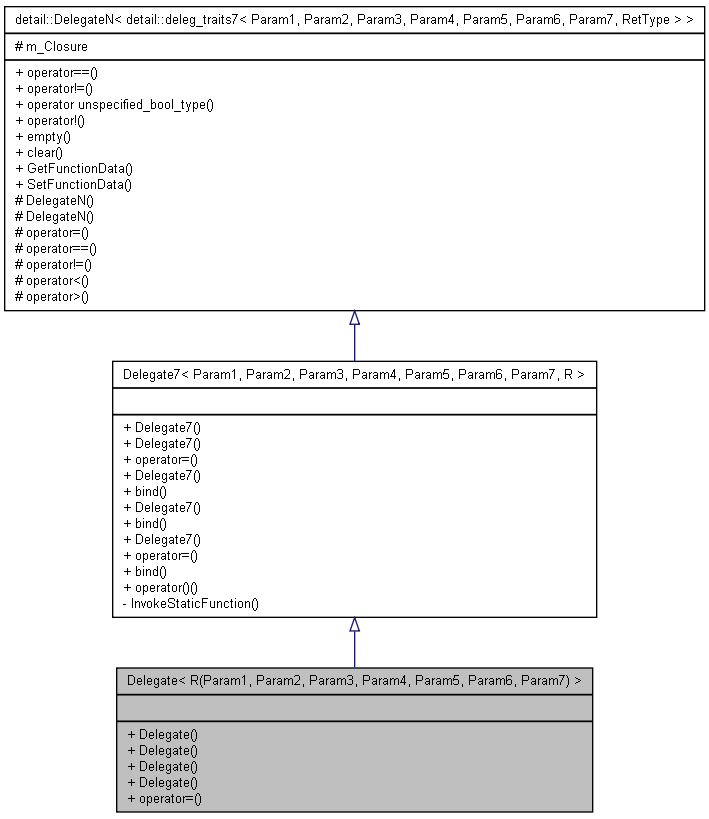 detail::DelegateN< detail::deleg_traits7< Param1, Param2, Param3, Param4, Param5, Param6, Param7, RetType > >
# m_Closure
+ operator==()
+ operator!=()
+ operator unspecified_bool_type()
+ operator!()
+ empty()
+ clear()
+ GetFunctionData()
+ SetFunctionData()
# DelegateN()
# DelegateN()
# operator=()
# operator==()
# operator!=()
# operator<()
# operator>()
Delegate7< Param1, Param2, Param3, Param4, Param5, Param6, Param7, R >
+ Delegate7()
+ Delegate7()
+ operator=()
+ Delegate7()
+ bind()
+ Delegate7()
+ bind()
+ Delegate7()
+ operator=()
+ bind()
+ operator()()
- InvokeStaticFunction()
Delegate< R(Param1, Param2, Param3, Param4, Param5, Param6, Param7) >
+ Delegate()
+ Delegate()
+ Delegate()
+ Delegate()
+ operator=()